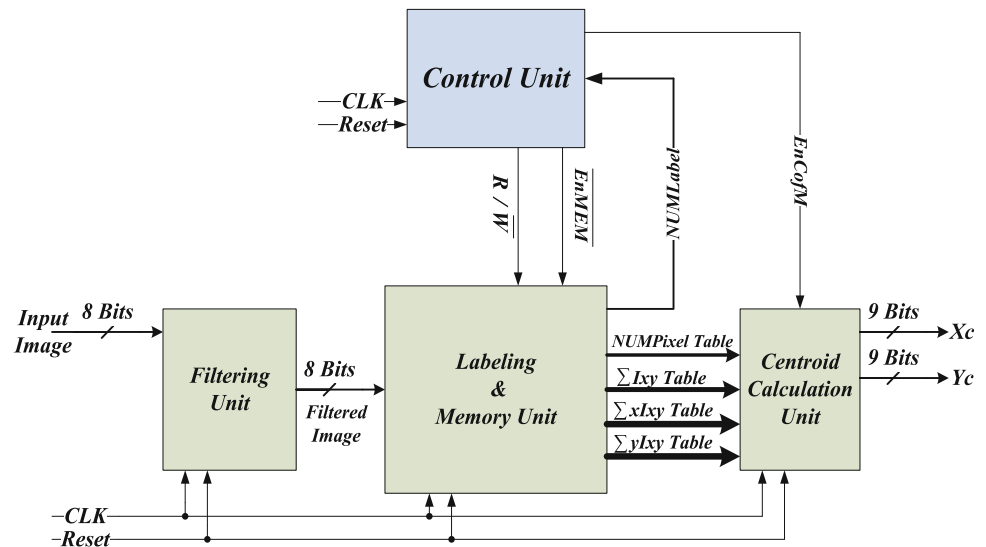 Control Unit
CLK
Reset
R / W
EnMEM
NUMLabel
EnCofM
Input
Image
8 Bits
Filtering
Unit
8 Bits
Filtered
Image
Labeling
&
Memory Unit
NUMPixel Table
∑Ixy Table
∑xIxy Table
∑yIxy Table
Centroid
Calculation
Unit
9 Bits
Xc
9 Bits
Yc
CLK
Reset